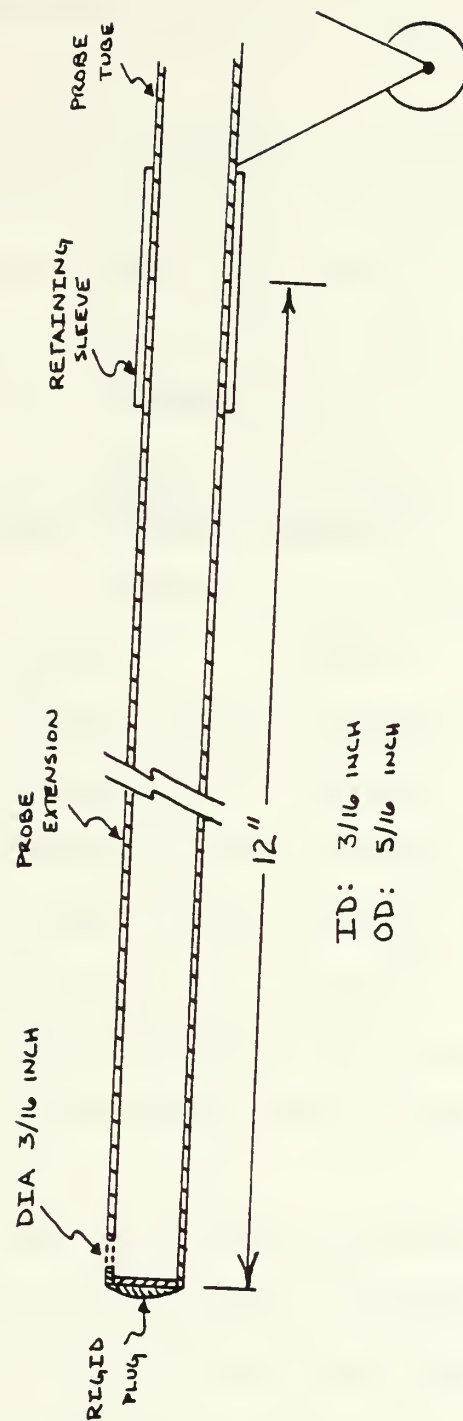 RIGID
PLUG
DIA 3/16 INCH
PROBE
EXTENSION
RETAINING
SLEEVE
PROBE
TUBE
12"
ID: 3/16 INCH
OD: 5/16 INCH